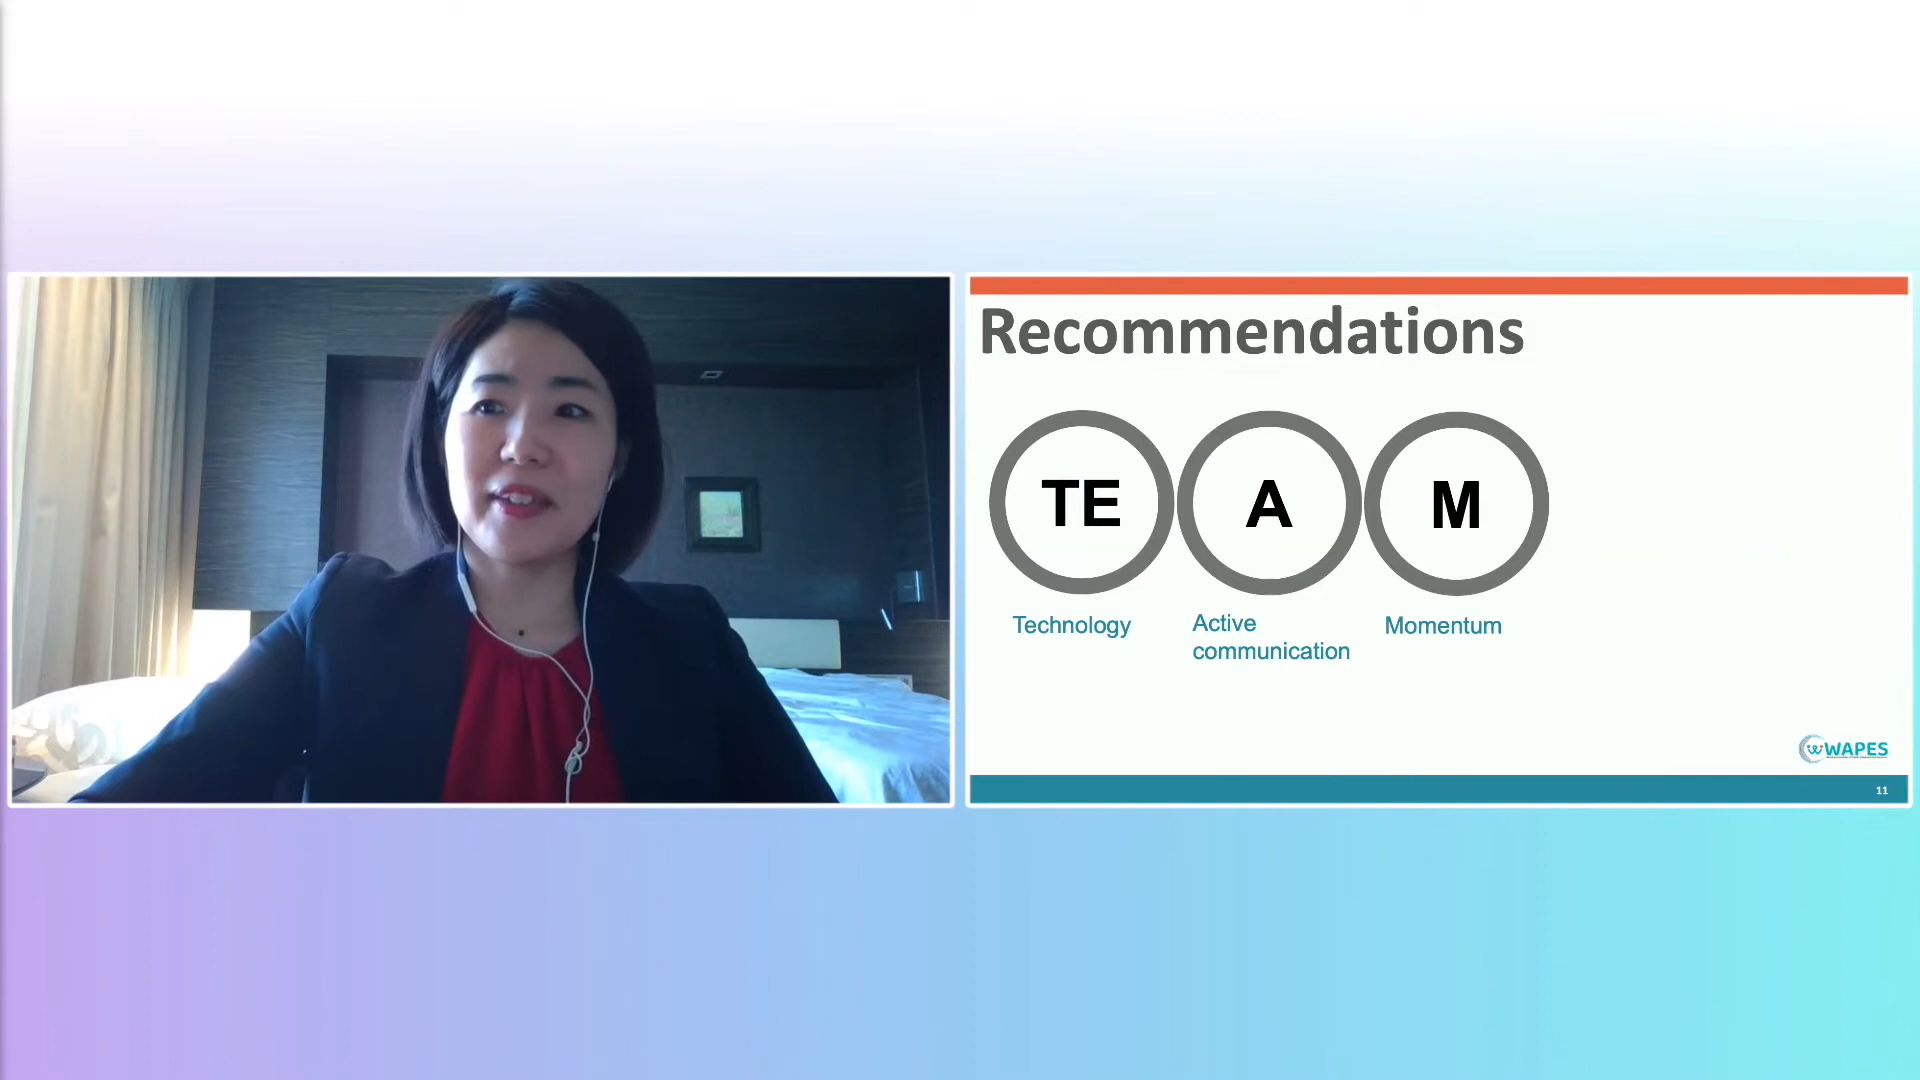 Recommendations
TE
A
M
Technology
Active
communication
Momentum
WAPES
11